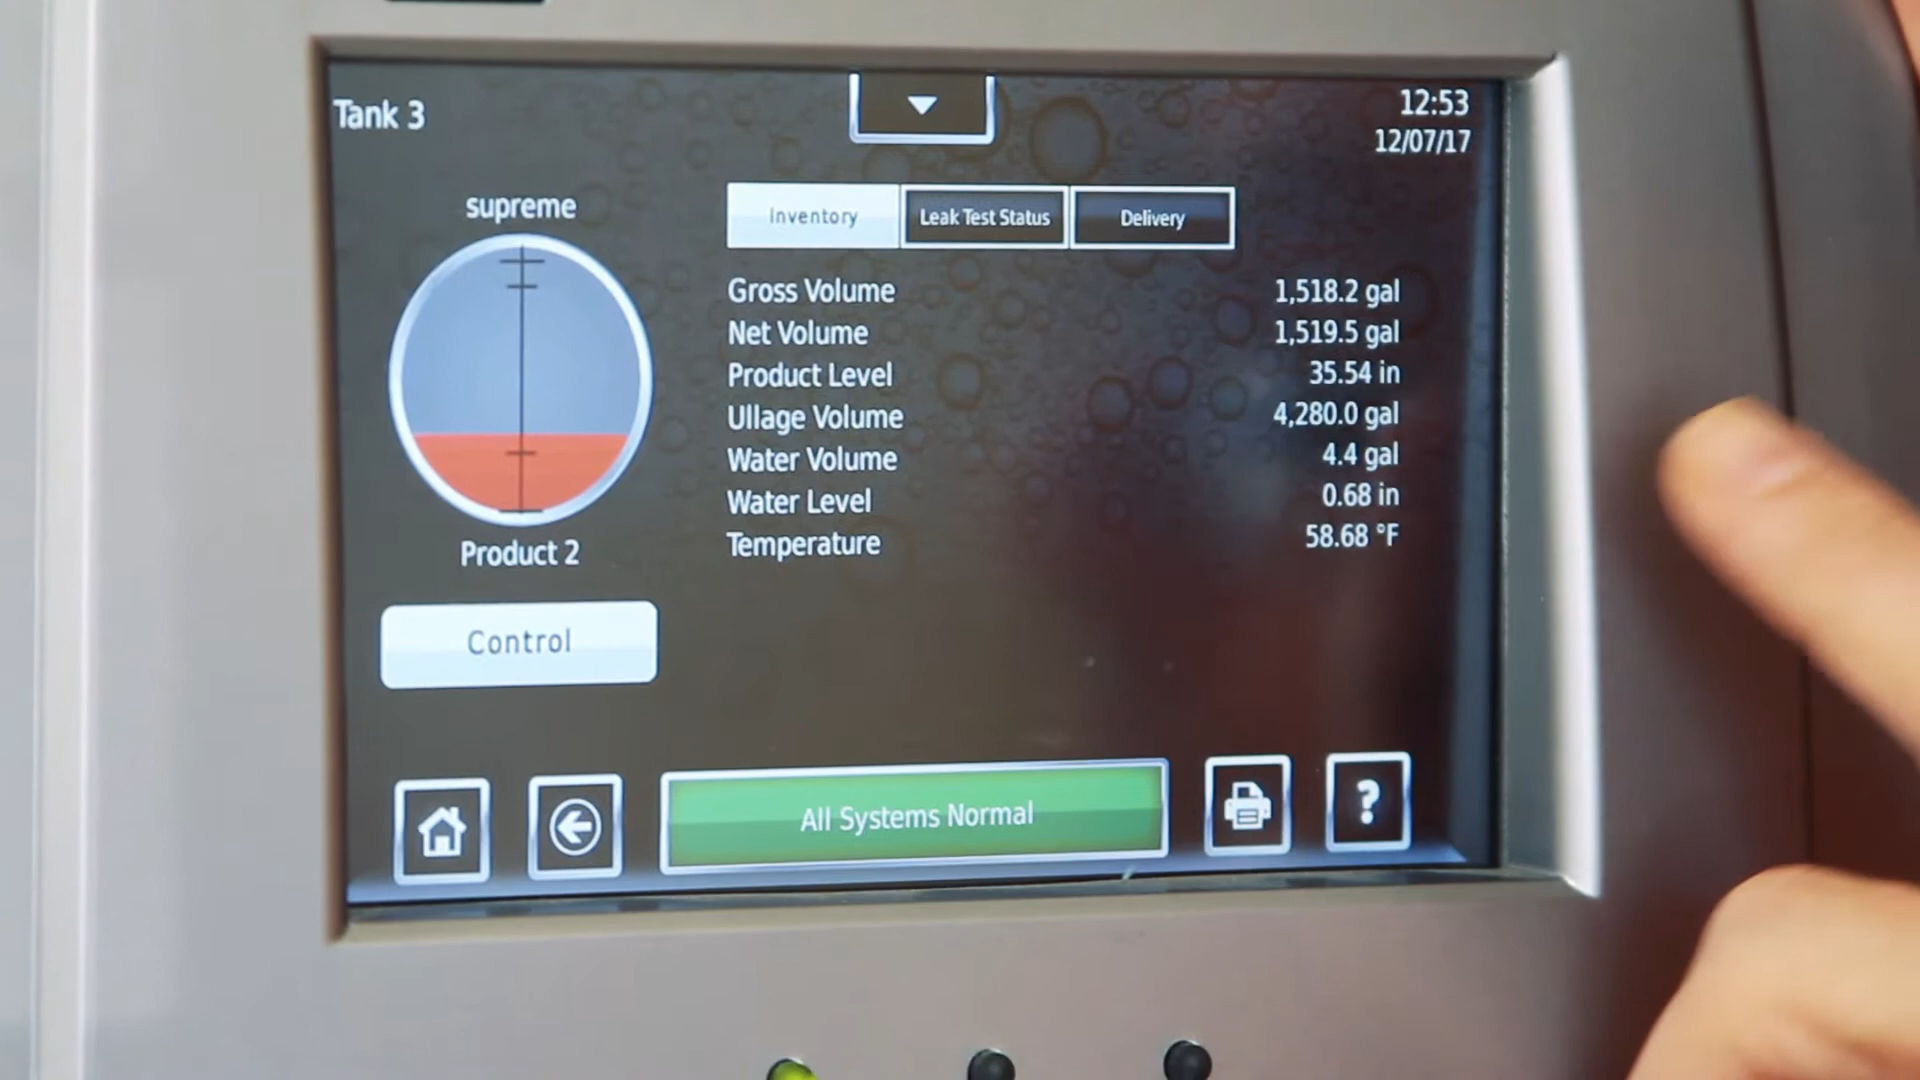 Tank 3
12:53
12/07/17
supreme
Inventory
Leak Test Status
Delivery
Gross Volume 1,518.2 gal
Net Volume 1,519.5 gal
Product Level 35.54 in
Ullage Volume 4,280.0 gal
Water Volume 4.4 gal
Water Level 0.68 in
Temperature 58.68 °F
Product 2
Control
All Systems Normal
?